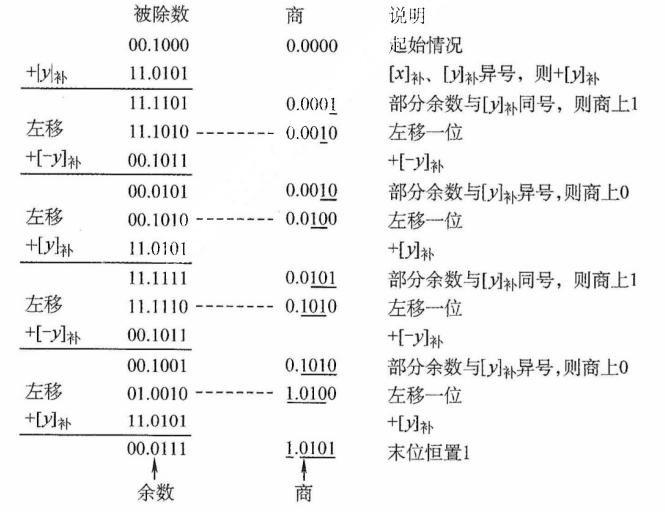 被除数 商 说明
00.1000 0.0000 起始情况
+[y]补 11.0101 [x]补、[y]补异号，则+[y]补
11.1101 0.0001 部分余数与[y]补同号，则商上1
左移 11.1010 -------- 0.0010 左移一位
+[-y]补 00.1011 +[-y]补
00.0101 0.0010 部分余数与[y]补异号,则商上0
左移 00.1010 -------- 0.0100 左移一位
+[y]补 11.0101 +[y]补
11.1111 0.0101 部分余数与[y]补同号，则商上1
左移 11.1110 -------- 0.1010 左移一位
+[-y]补 00.1011 +[-y]补
00.1001 0.1010 部分余数与[y]补异号,则商上0
左移 01.0010 -------- 1.0100 左移一位
+[y]补 11.0101 +[y]补
00.0111 1.0101 末位恒置1
余数 商